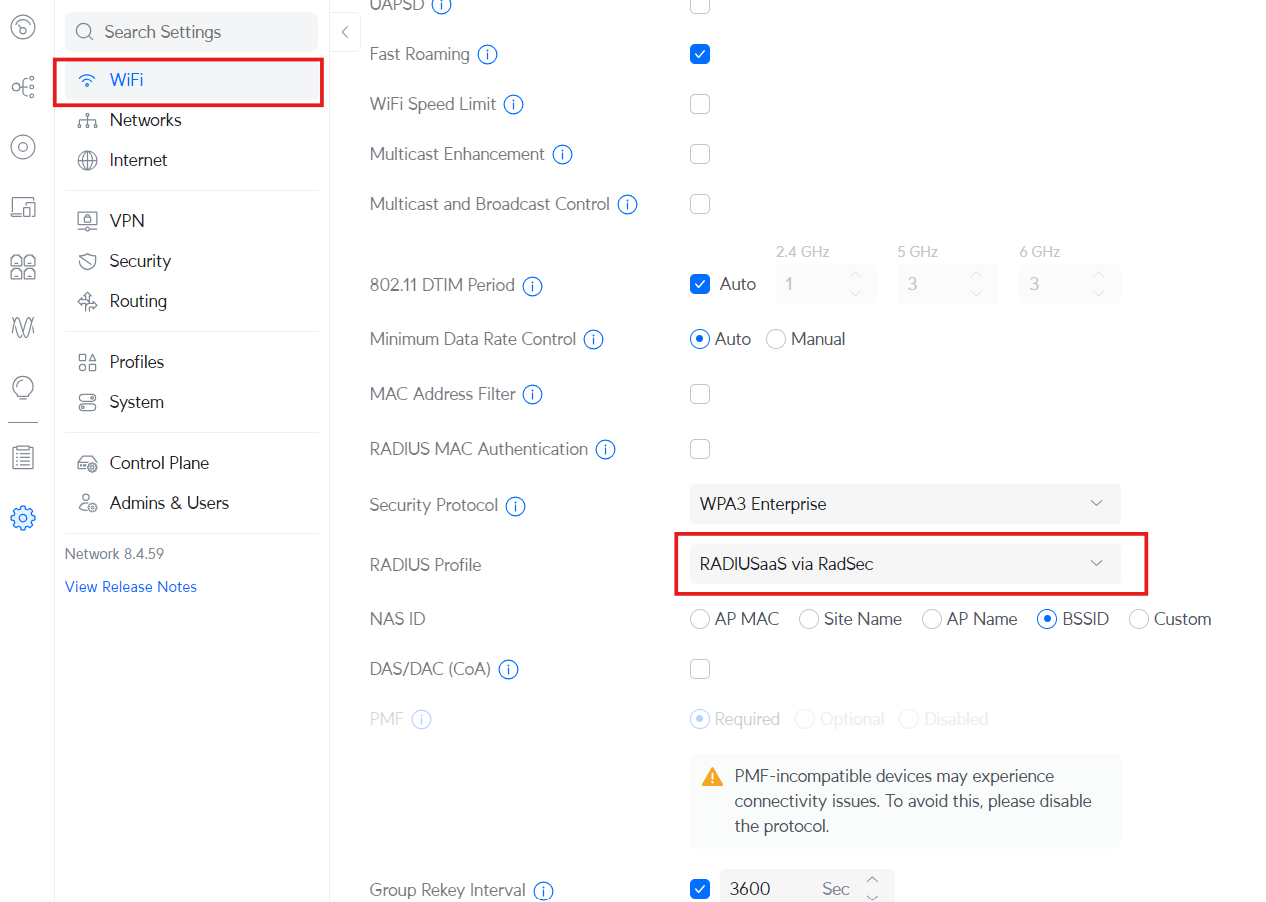 UAPSD
Search Settings
Fast Roaming
WiFi
WiFi Speed Limit
Networks
Multicast Enhancement
Internet
Multicast and Broadcast Control
VPN
2.4 GHz 5 GHz 6 GHz
Security
802.11 DTIM Period Auto 1 3 3
Routing
Minimum Data Rate Control Auto Manual
Profiles
MAC Address Filter
System
RADIUS MAC Authentication
Control Plane
Security Protocol WPA3 Enterprise
Admins & Users
Network 8.4.59
RADIUS Profile RADIUSaaS via RadSec
View Release Notes
NAS ID AP MAC Site Name AP Name BSSID Custom
DAS/DAC (CoA)
PMF Required Optional Disabled
PMF-incompatible devices may experience
connectivity issues. To avoid this, please disable
the protocol.
Group Rekey Interval 3600 Sec